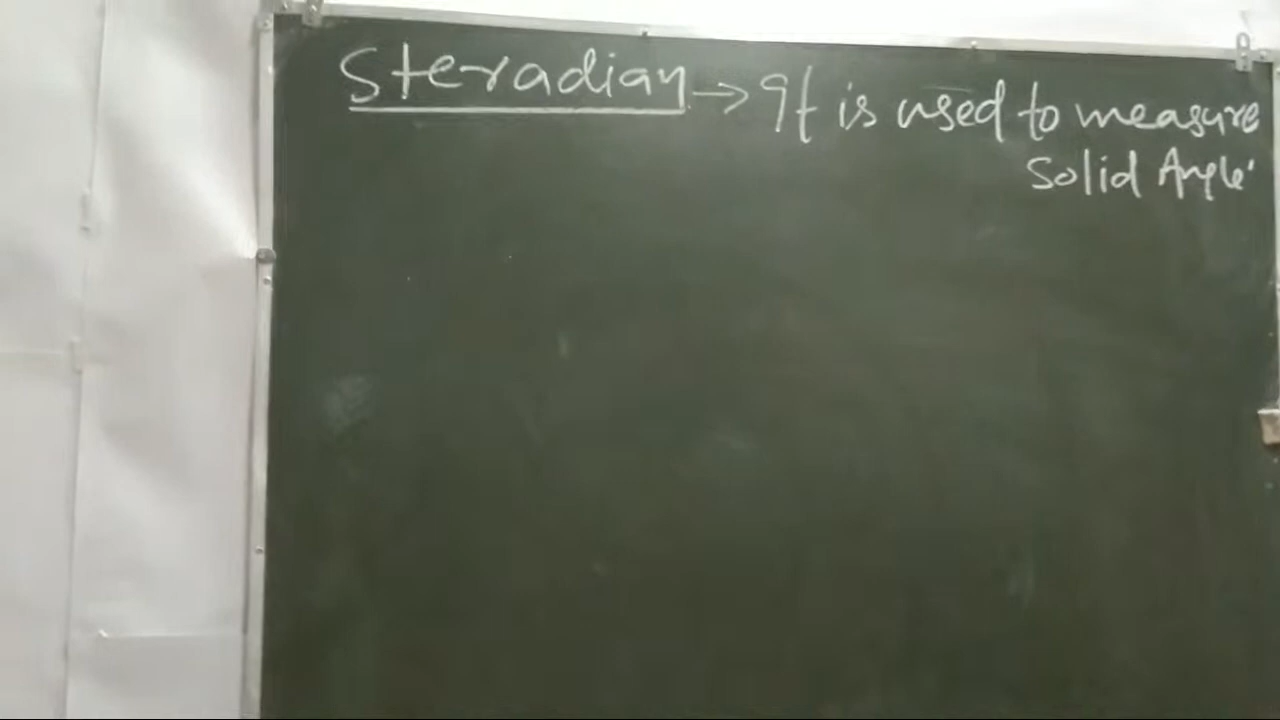 Steradian → It is used to measure
Solid Angle